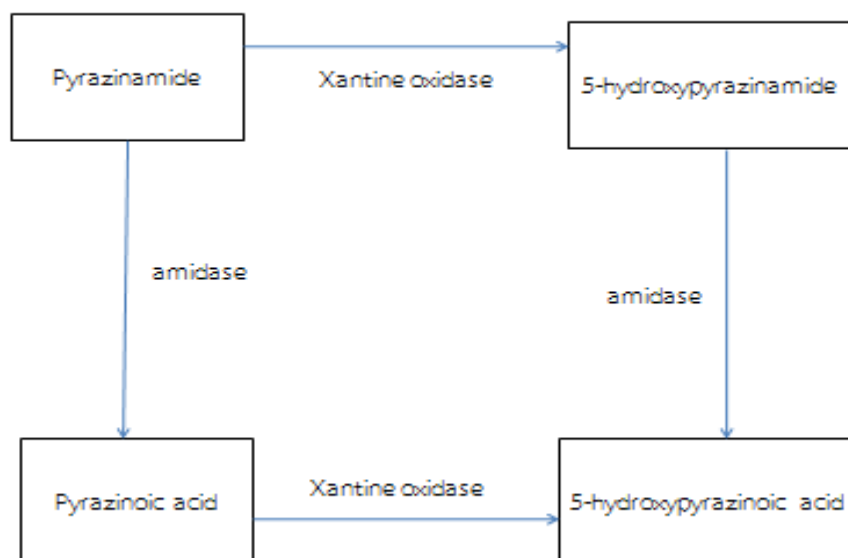 Pyrazinamide
Xantine oxidase
5-hydroxypyrazinamide
amidase
amidase
Pyrazinoic acid
Xantine oxidase
5-hydroxypyrazinoic acid